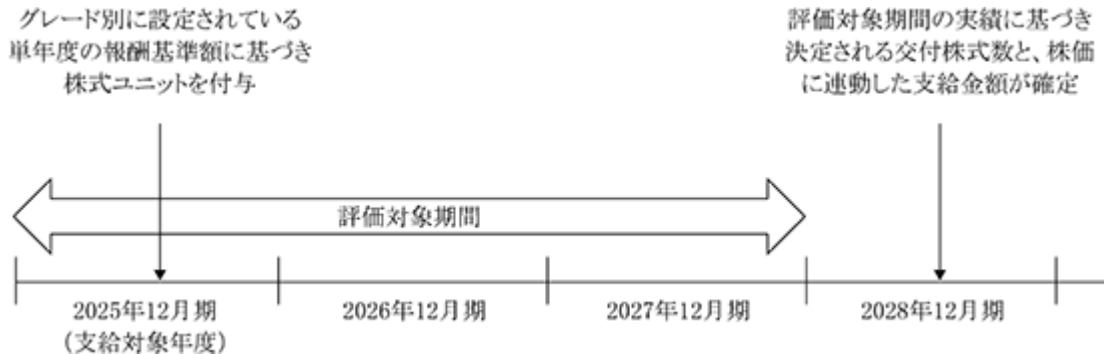 グレード別に設定されている
単年度の報酬基準額に基づき
株式ユニットを付与
評価対象期間の実績に基づき
決定される交付株式数と、株価
に連動した支給金額が確定
評価対象期間
2025年12月期
（支給対象年度）
2026年12月期
2027年12月期
2028年12月期